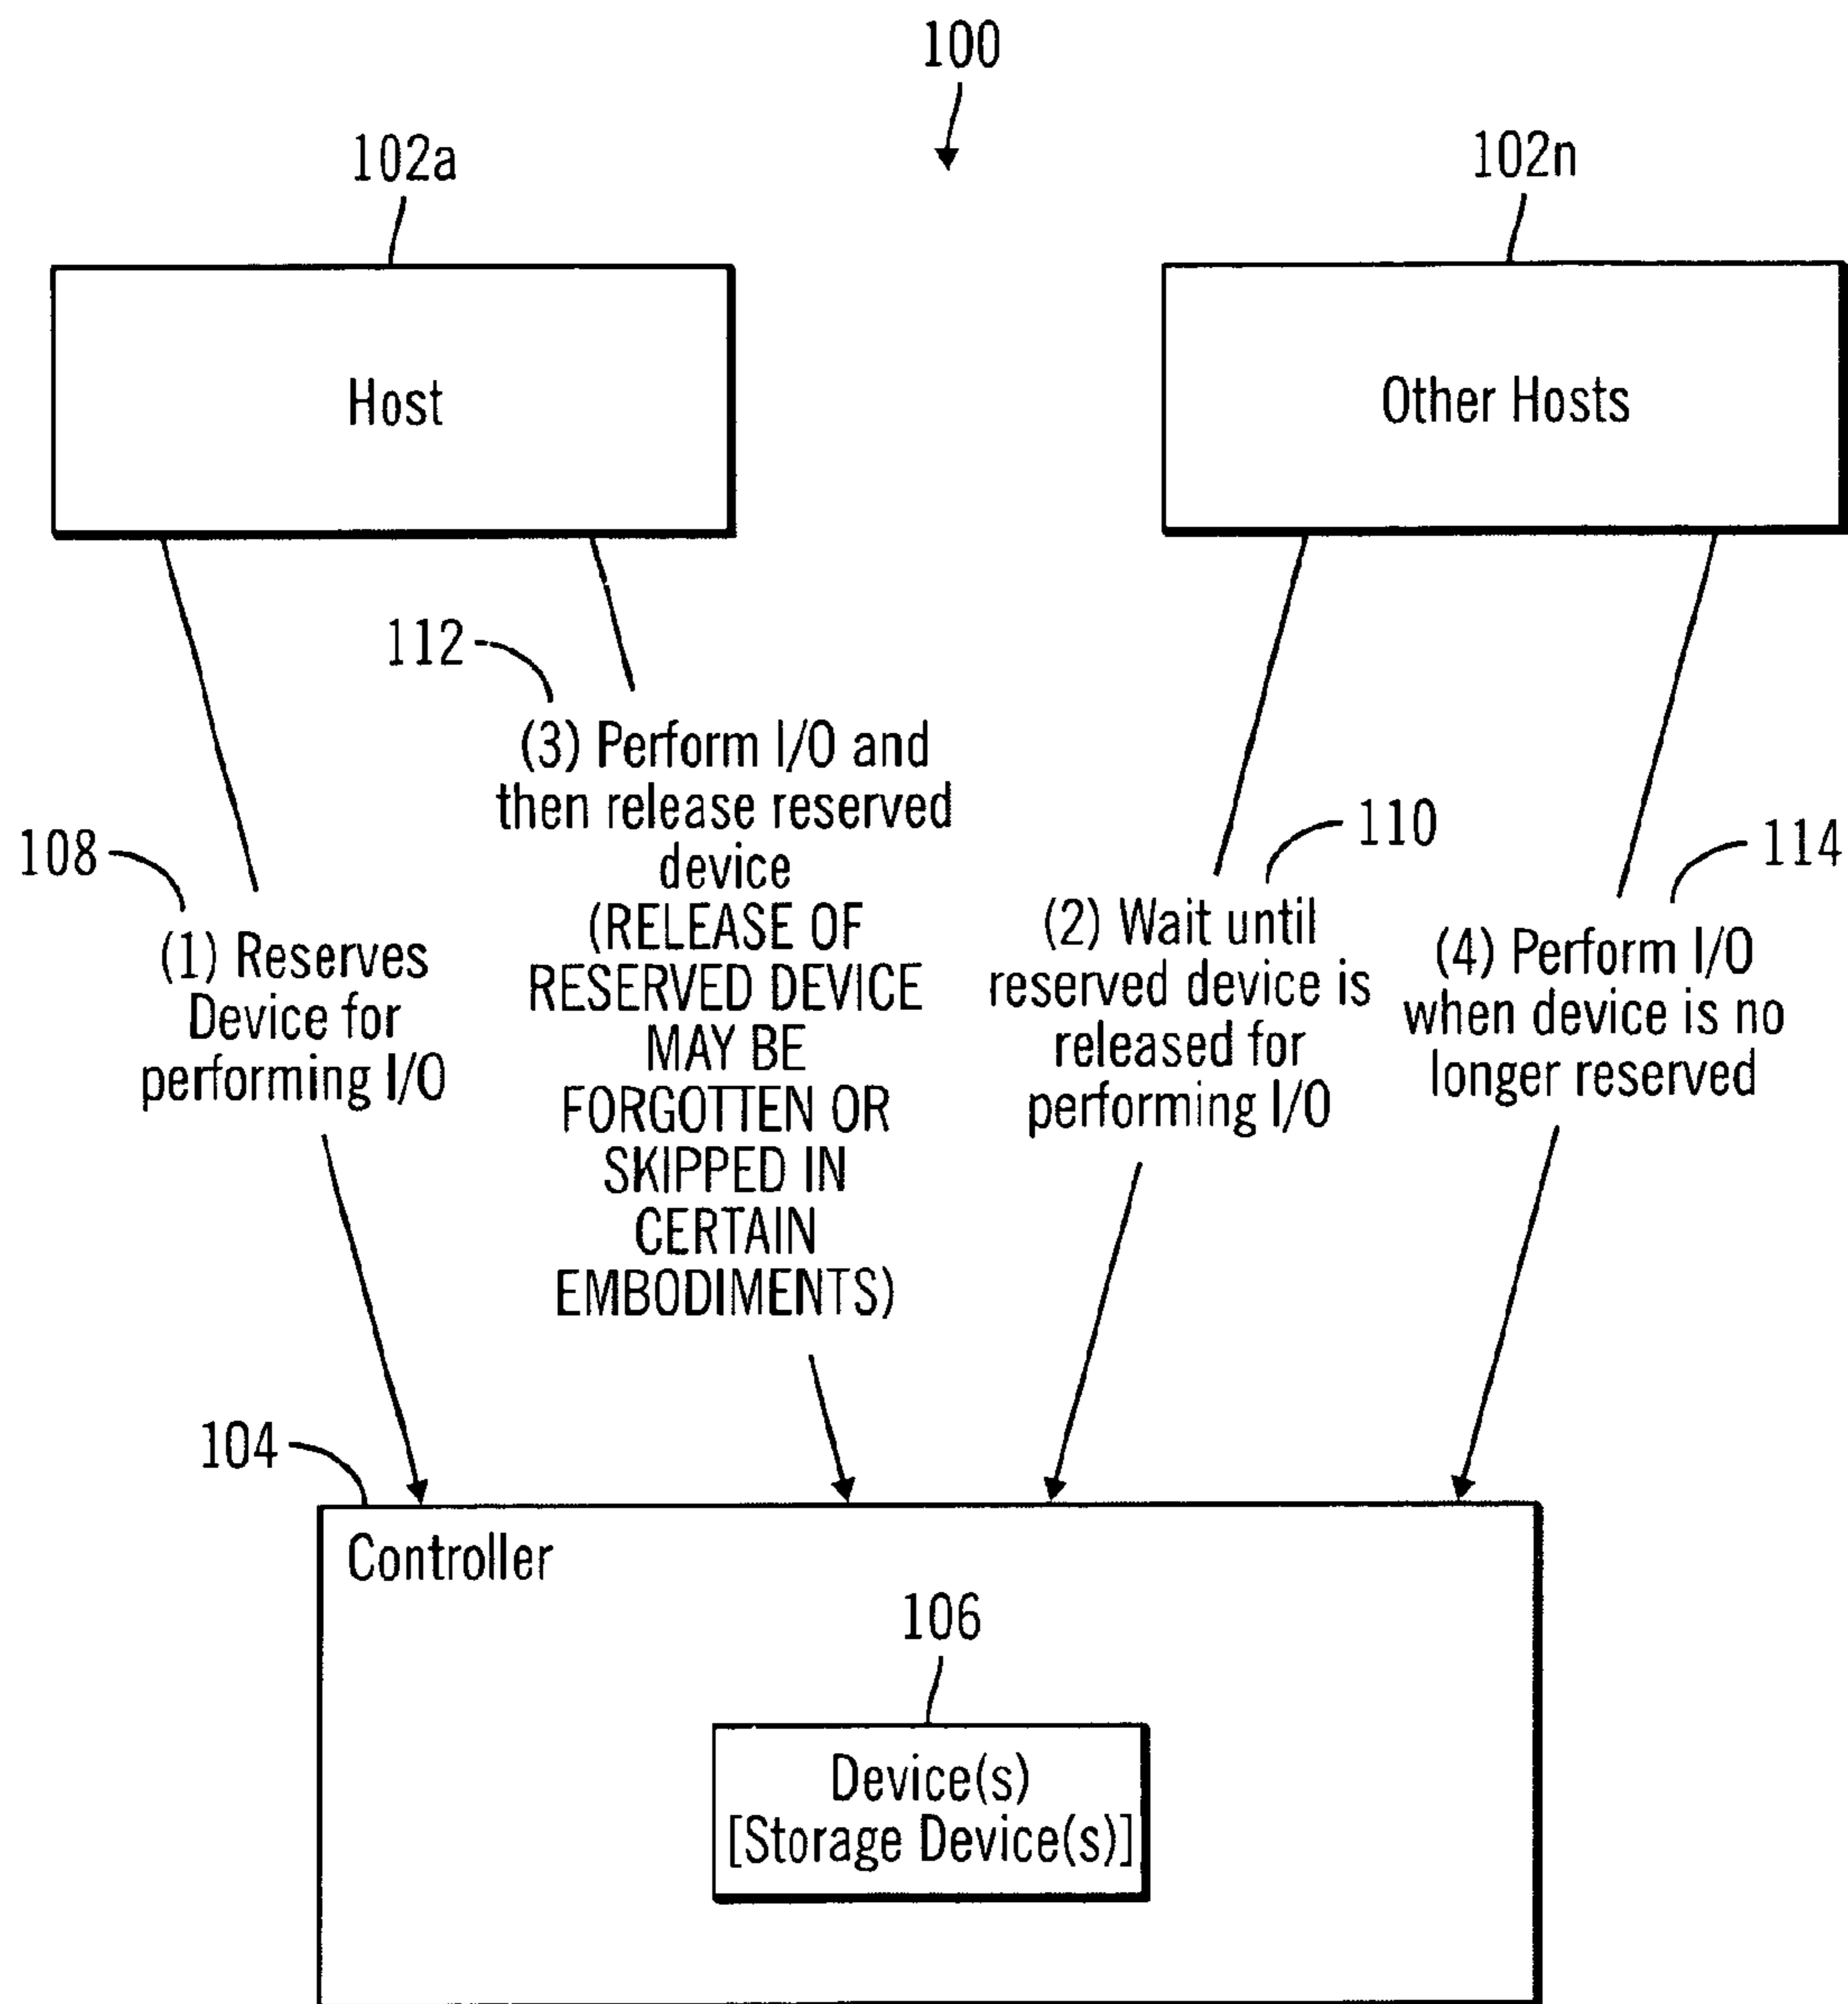 100
102a
102n
Host
Other Hosts
112
(3) Perform I/O and
then release reserved
device
(RELEASE OF
RESERVED DEVICE
MAY BE
FORGOTTEN OR
SKIPPED IN
CERTAIN
EMBODIMENTS)
108
(1) Reserves
Device for
performing I/O
110
(2) Wait until
reserved device is
released for
performing I/O
114
(4) Perform I/O
when device is no
longer reserved
104
Controller
106
Device(s)
[Storage Device(s)]